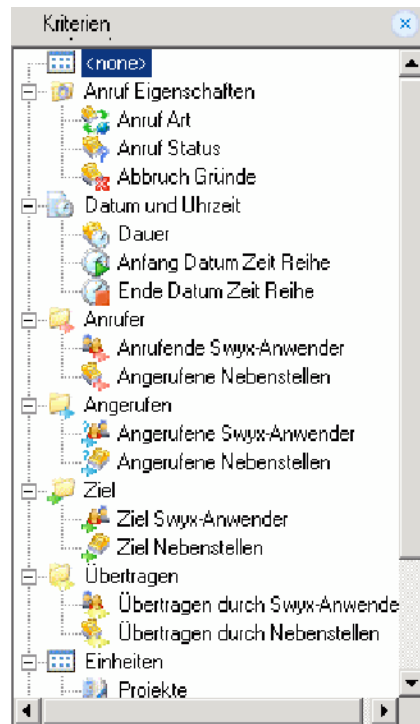 Kriterien
<none>
Anruf Eigenschaften
Anruf Art
Anruf Status
Abbruch Gründe
Datum und Uhrzeit
Dauer
Anfang Datum Zeit Reihe
Ende Datum Zeit Reihe
Anrufer
Anrufende Swyx-Anwender
Angerufene Nebenstellen
Angerufen
Angerufene Swyx-Anwender
Angerufene Nebenstellen
Ziel
Ziel Swyx-Anwender
Ziel Nebenstellen
Übertragen
Übertragen durch Swyx-Anwende
Übertragen durch Nebenstellen
Einheiten
Projekte